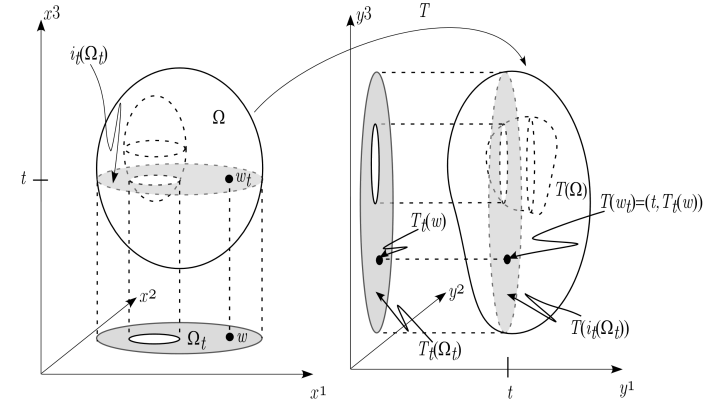 x3
y3
T
i_t(Ω_t)
Ω
t
w_t
T(Ω)
T(w_t)=(t,T_t(w))
T_t(w)
x2
y2
Ω_t
w
T_t(Ω_t)
T(i_t(Ω_t))
x1
t
y1